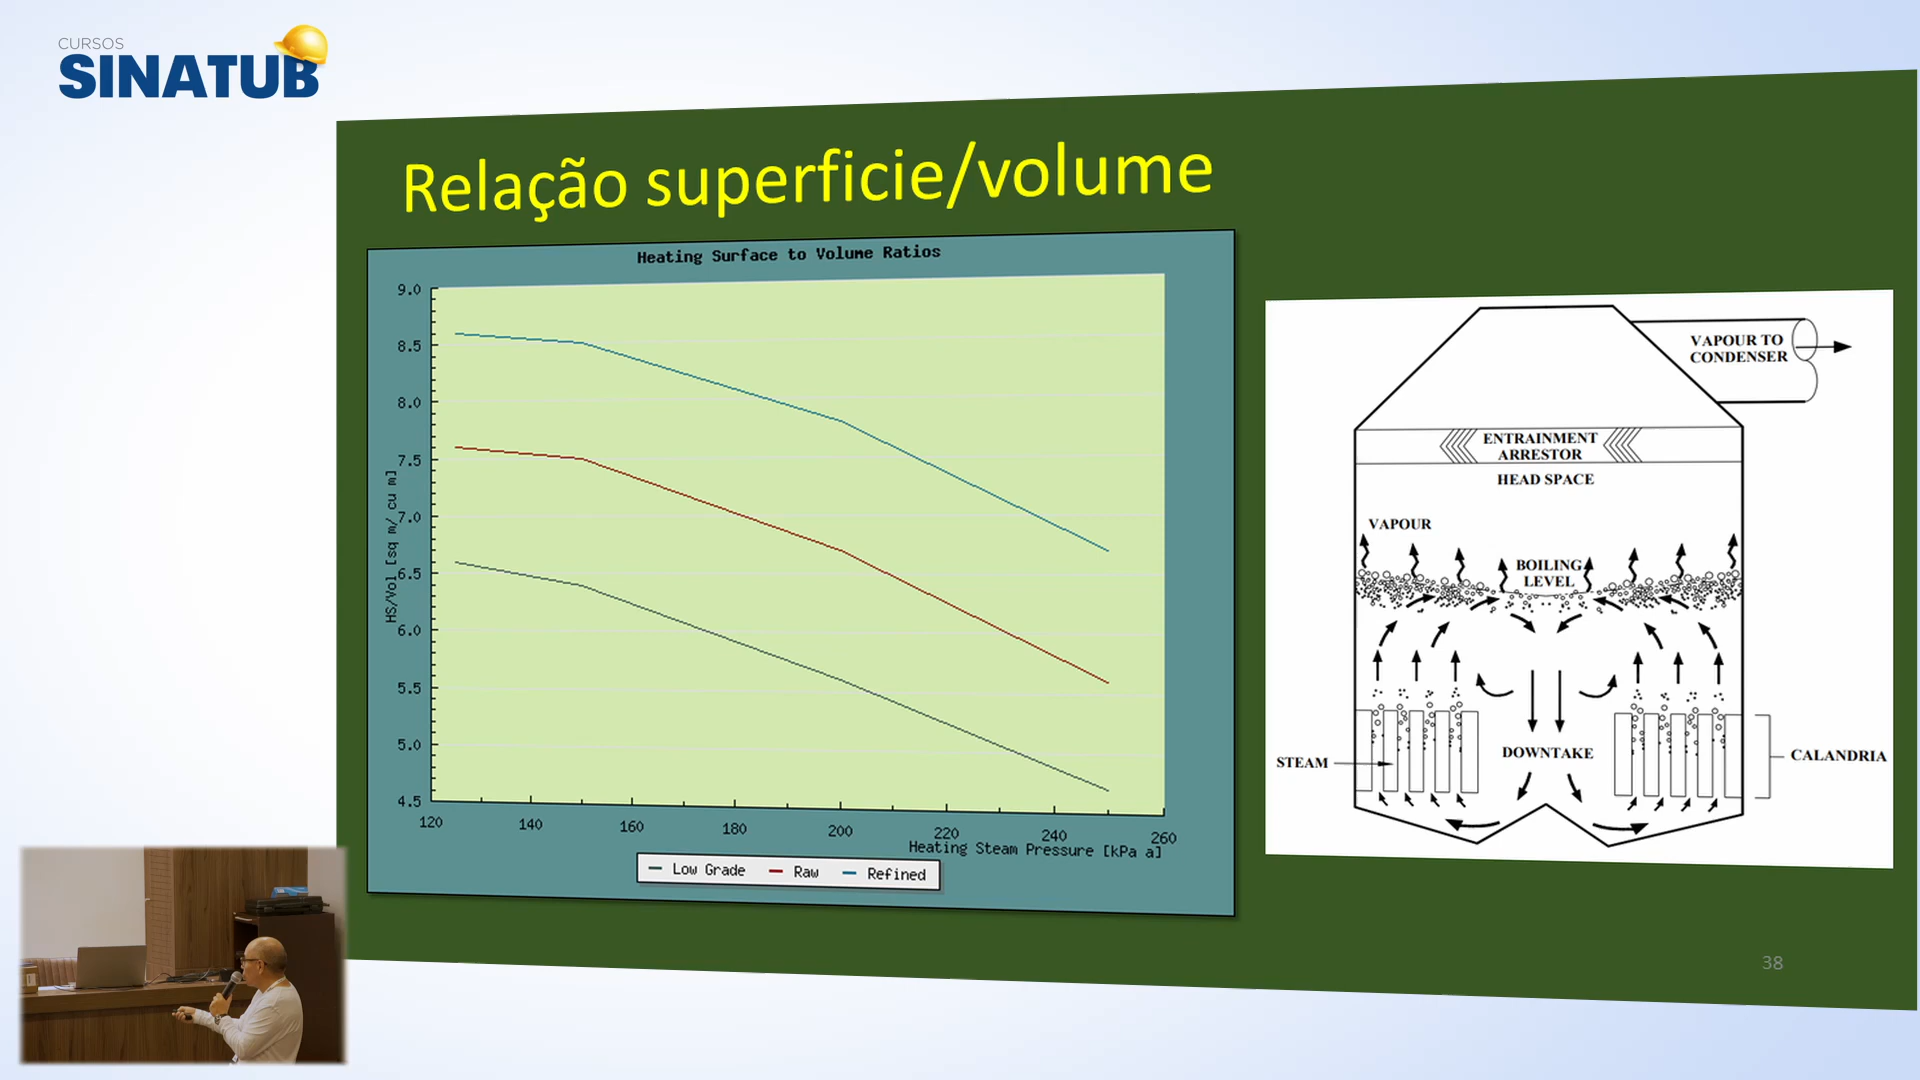 CURSOS
SINATUB
Relação superficie/volume
Heating Surface to Volume Ratios
9.0
8.5
8.0
7.5
7.0
6.5
6.0
5.5
5.0
4.5
HS/Vol [sq m/ cu m]
120 140 160 180 200 220 240 260
Heating Steam Pressure [kPa a]
Low Grade Raw Refined
VAPOUR TO
CONDENSER
ENTRAINMENT
ARRESTOR
HEAD SPACE
VAPOUR
BOILING
LEVEL
DOWNTAKE
STEAM
CALANDRIA
38